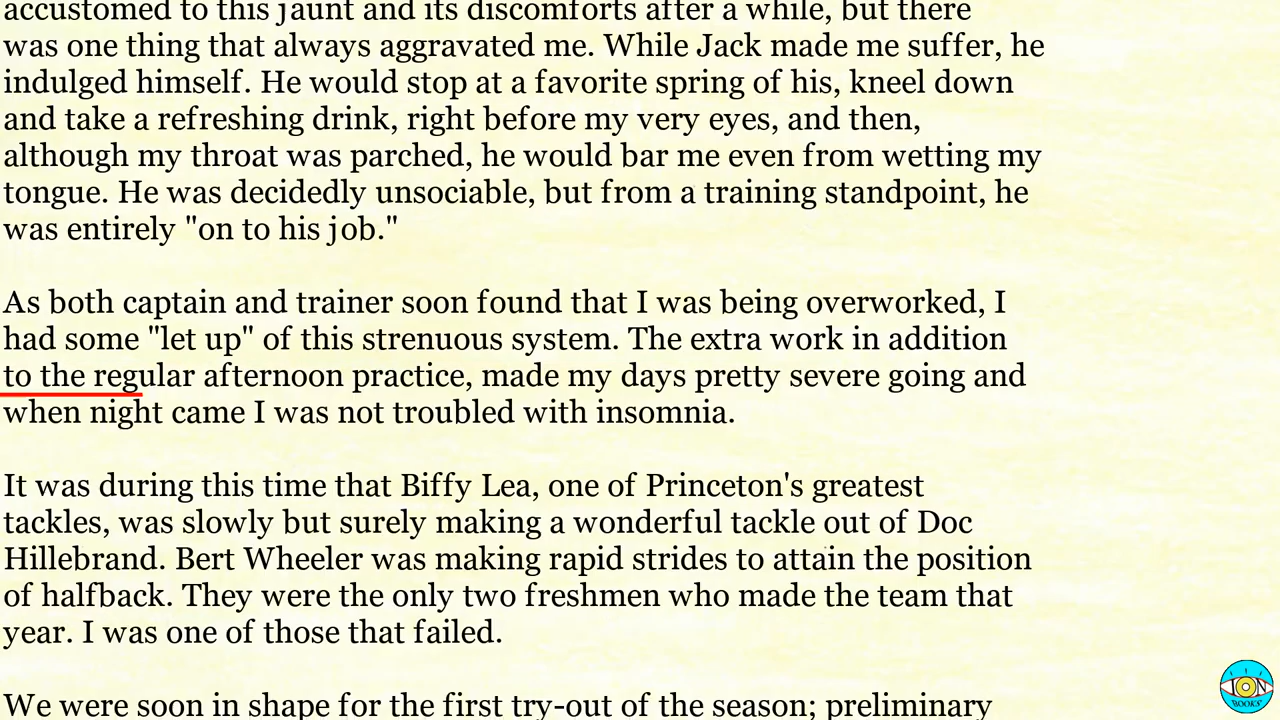 accustomed to this jaunt and its discomforts after a while, but there
was one thing that always aggravated me. While Jack made me suffer, he
indulged himself. He would stop at a favorite spring of his, kneel down
and take a refreshing drink, right before my very eyes, and then,
although my throat was parched, he would bar me even from wetting my
tongue. He was decidedly unsociable, but from a training standpoint, he
was entirely "on to his job."
As both captain and trainer soon found that I was being overworked, I
had some "let up" of this strenuous system. The extra work in addition
to the regular afternoon practice, made my days pretty severe going and
when night came I was not troubled with insomnia.
It was during this time that Biffy Lea, one of Princeton's greatest
tackles, was slowly but surely making a wonderful tackle out of Doc
Hillebrand. Bert Wheeler was making rapid strides to attain the position
of halfback. They were the only two freshmen who made the team that
year. I was one of those that failed.
We were soon in shape for the first try-out of the season; preliminary
ION
BOOKS